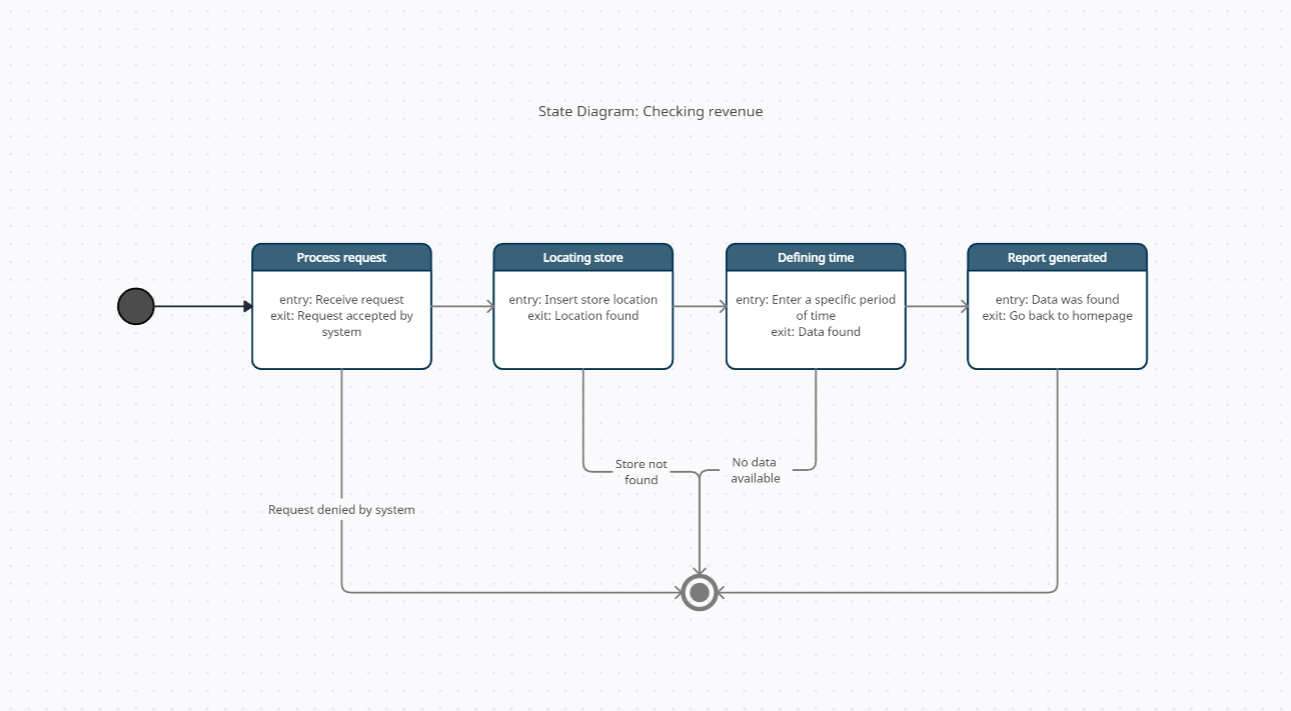 State Diagram: Checking revenue
Process request
entry: Receive request
exit: Request accepted by
system
Locating store
entry: Insert store location
exit: Location found
Defining time
entry: Enter a specific period
of time
exit: Data found
Report generated
entry: Data was found
exit: Go back to homepage
Store not
found
No data
available
Request denied by system